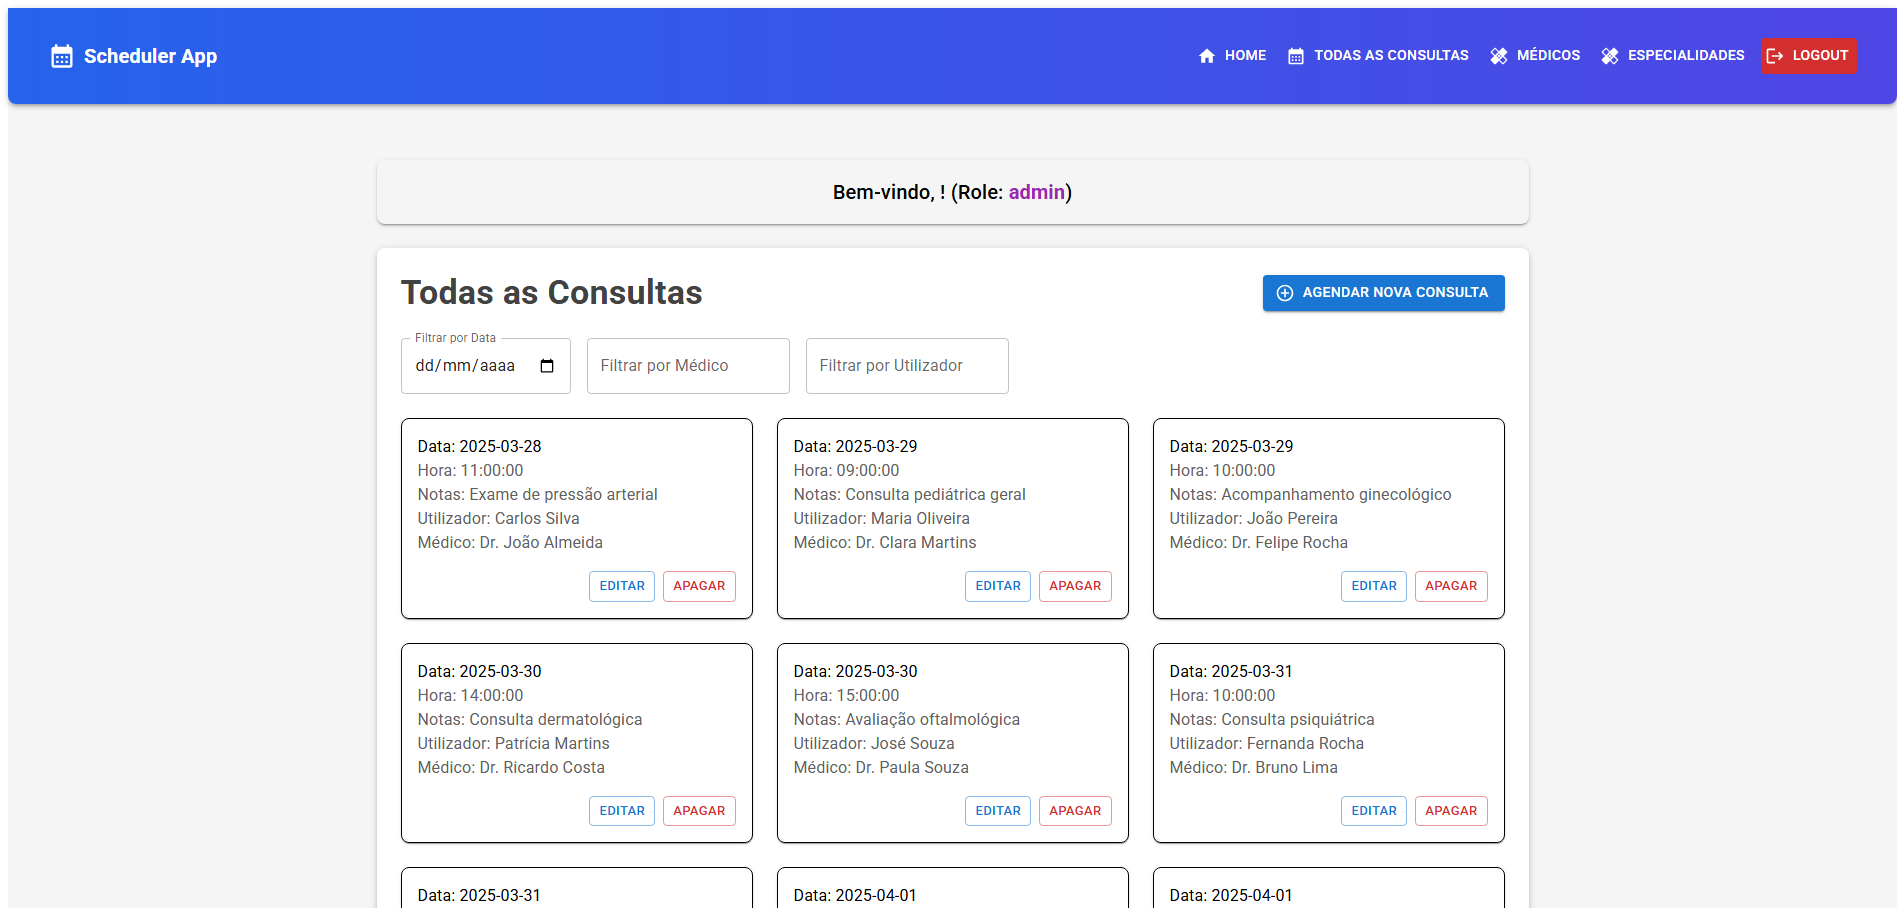 Scheduler App
HOME
TODAS AS CONSULTAS
MÉDICOS
ESPECIALIDADES
LOGOUT
Bem-vindo, ! (Role: admin)
Todas as Consultas
AGENDAR NOVA CONSULTA
Filtrar por Data
dd/mm/aaaa
Filtrar por Médico
Filtrar por Utilizador
Data: 2025-03-28
Hora: 11:00:00
Notas: Exame de pressão arterial
Utilizador: Carlos Silva
Médico: Dr. João Almeida
EDITAR
APAGAR
Data: 2025-03-29
Hora: 09:00:00
Notas: Consulta pediátrica geral
Utilizador: Maria Oliveira
Médico: Dr. Clara Martins
EDITAR
APAGAR
Data: 2025-03-29
Hora: 10:00:00
Notas: Acompanhamento ginecológico
Utilizador: João Pereira
Médico: Dr. Felipe Rocha
EDITAR
APAGAR
Data: 2025-03-30
Hora: 14:00:00
Notas: Consulta dermatológica
Utilizador: Patrícia Martins
Médico: Dr. Ricardo Costa
EDITAR
APAGAR
Data: 2025-03-30
Hora: 15:00:00
Notas: Avaliação oftalmológica
Utilizador: José Souza
Médico: Dr. Paula Souza
EDITAR
APAGAR
Data: 2025-03-31
Hora: 10:00:00
Notas: Consulta psiquiátrica
Utilizador: Fernanda Rocha
Médico: Dr. Bruno Lima
EDITAR
APAGAR
Data: 2025-03-31
Data: 2025-04-01
Data: 2025-04-01